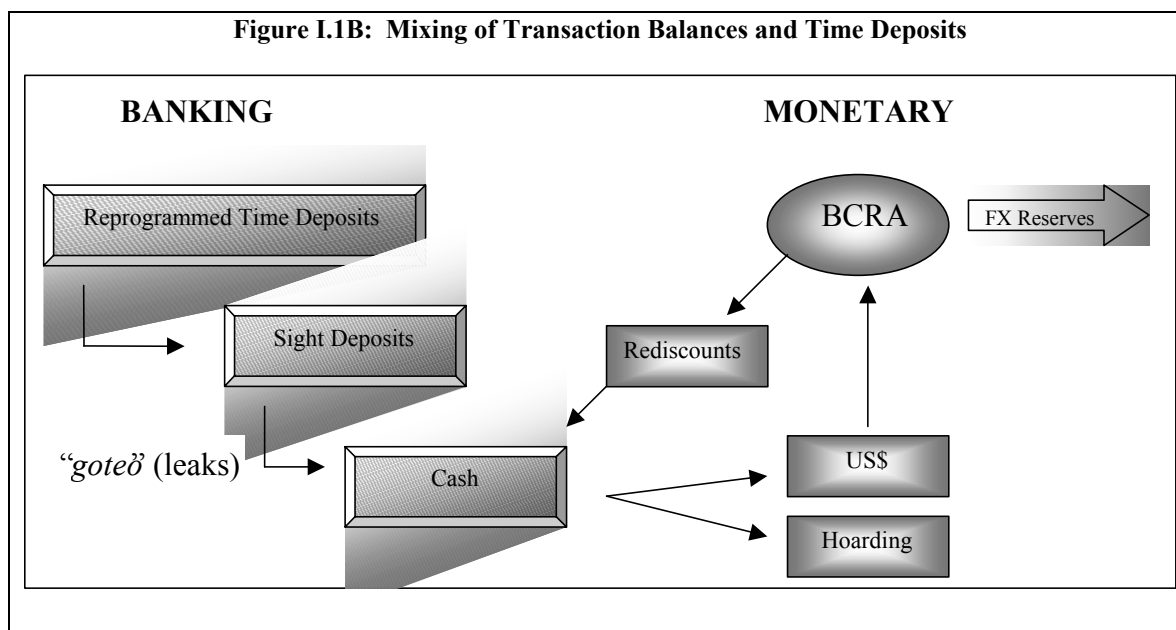 Figure I.1B: Mixing of Transaction Balances and Time Deposits
BANKING
MONETARY
Reprogrammed Time Deposits
BCRA
FX Reserves
Sight Deposits
Rediscounts
“goteõ” (leaks)
Cash
US$
Hoarding